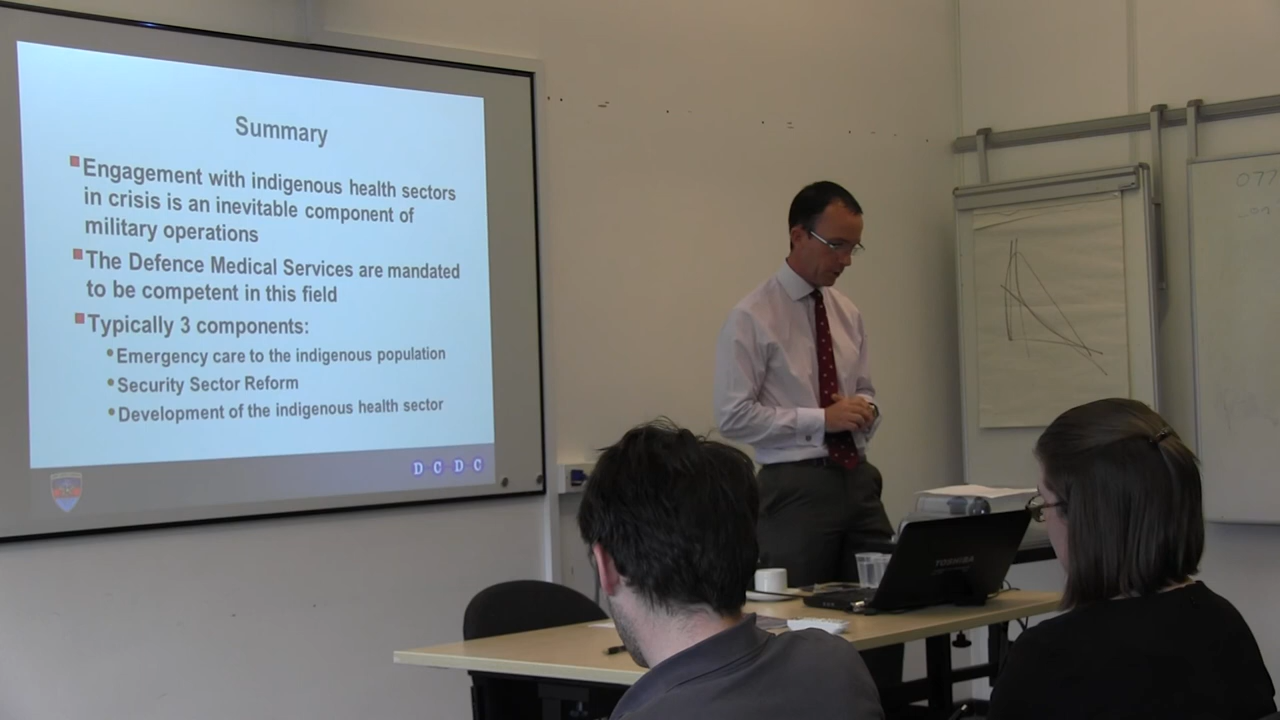 Summary
Engagement with indigenous health sectors
in crisis is an inevitable component of
military operations
The Defence Medical Services are mandated
to be competent in this field
Typically 3 components:
Emergency care to the indigenous population
Security Sector Reform
Development of the indigenous health sector
D C D C
TOSHIBA
077